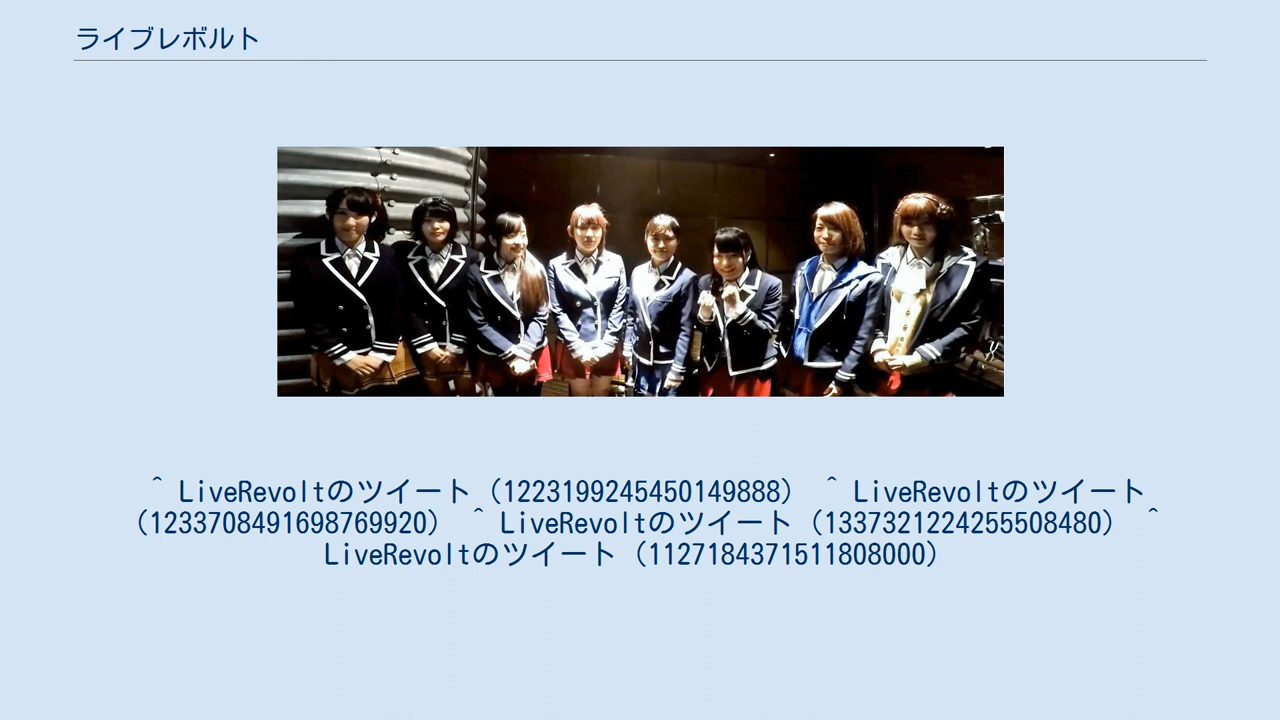 ライブレボルト
^ LiveRevoltのツイート（1223199245450149888） ^ LiveRevoltのツイート
（1233708491698769920） ^ LiveRevoltのツイート（1337321224255508480） ^
LiveRevoltのツイート（1127184371511808000）